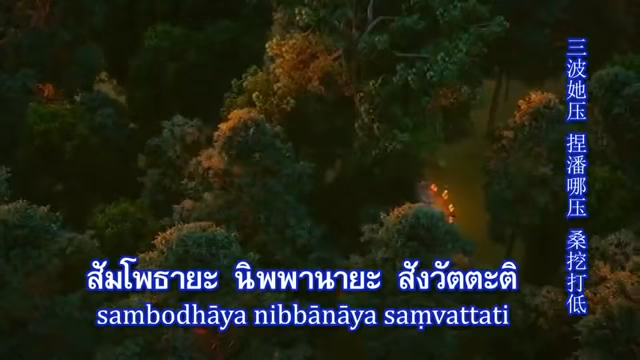 三波她压 捏潘哪压 桑挖打低
สัมโพธายะ นิพพานายะ สังวัตตะติ
sambodhāya nibbānāya saṃvattati